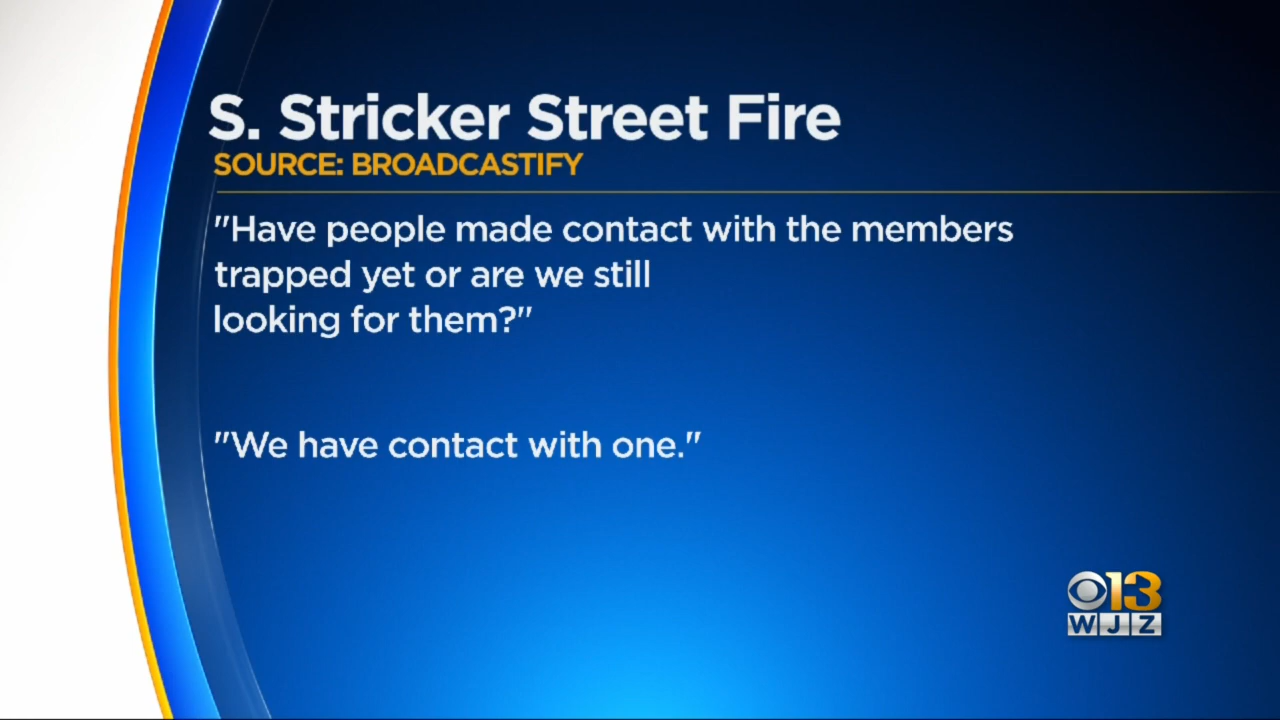 S. Stricker Street Fire
SOURCE: BROADCASTIFY
"Have people made contact with the members
trapped yet or are we still
looking for them?"
"We have contact with one."
13
WJZ